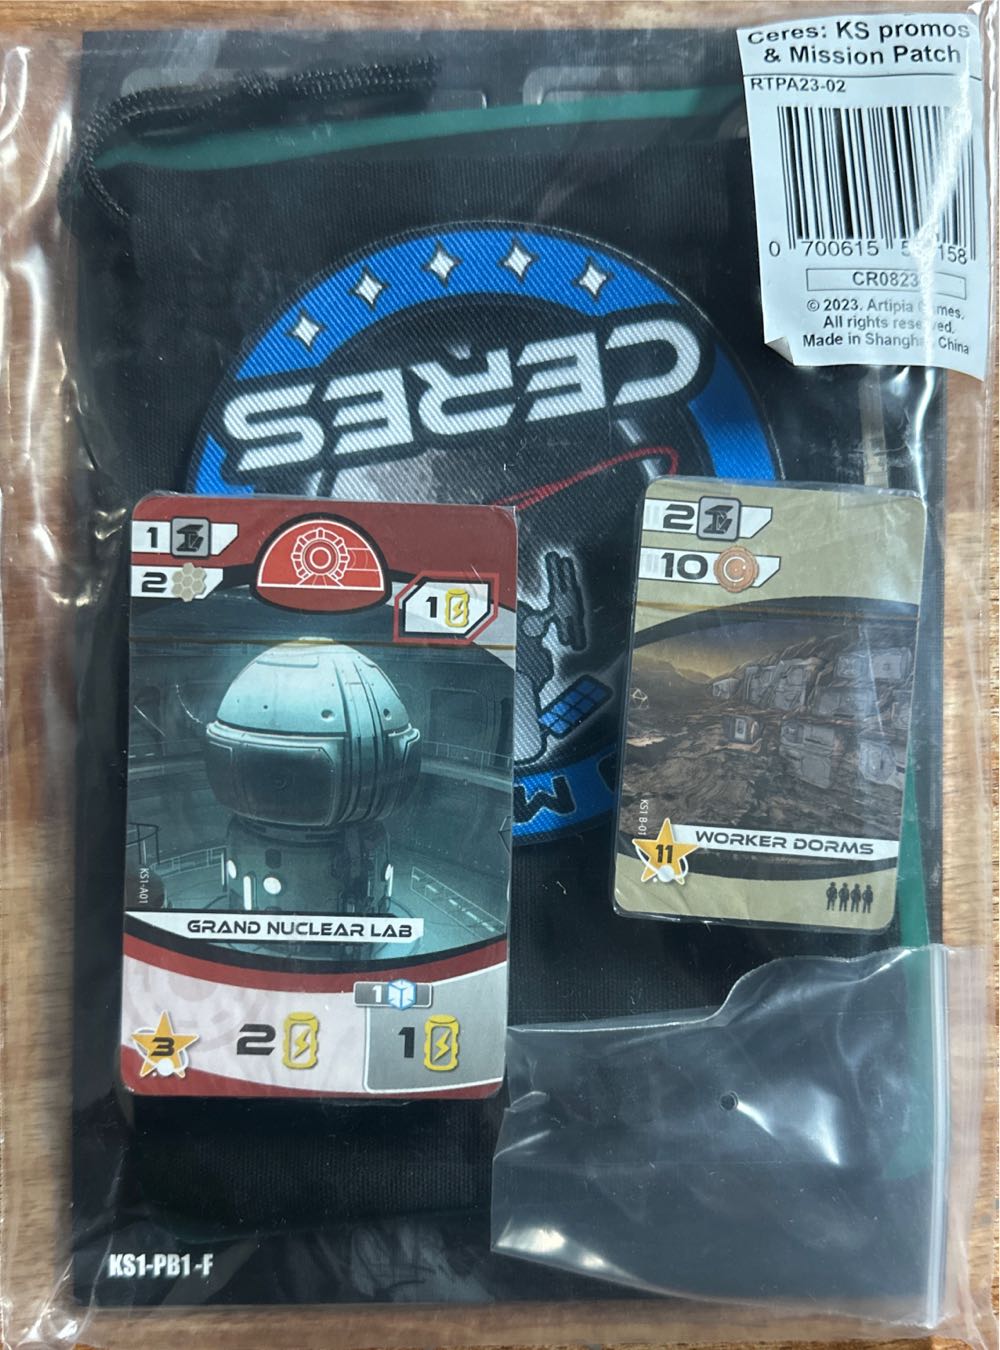 Ceres: KS promos
& Mission Patch
RTPA23-02
0 700615 158
CR0823
© 2023. Artipia Games.
All rights reserved.
Made in Shanghai, China
CERES
M
1
2
1
KS1-A01
GRAND NUCLEAR LAB
3
2
1
1
2
10
C
KS1 B-01
11
WORKER DORMS
KS1-PB1-F